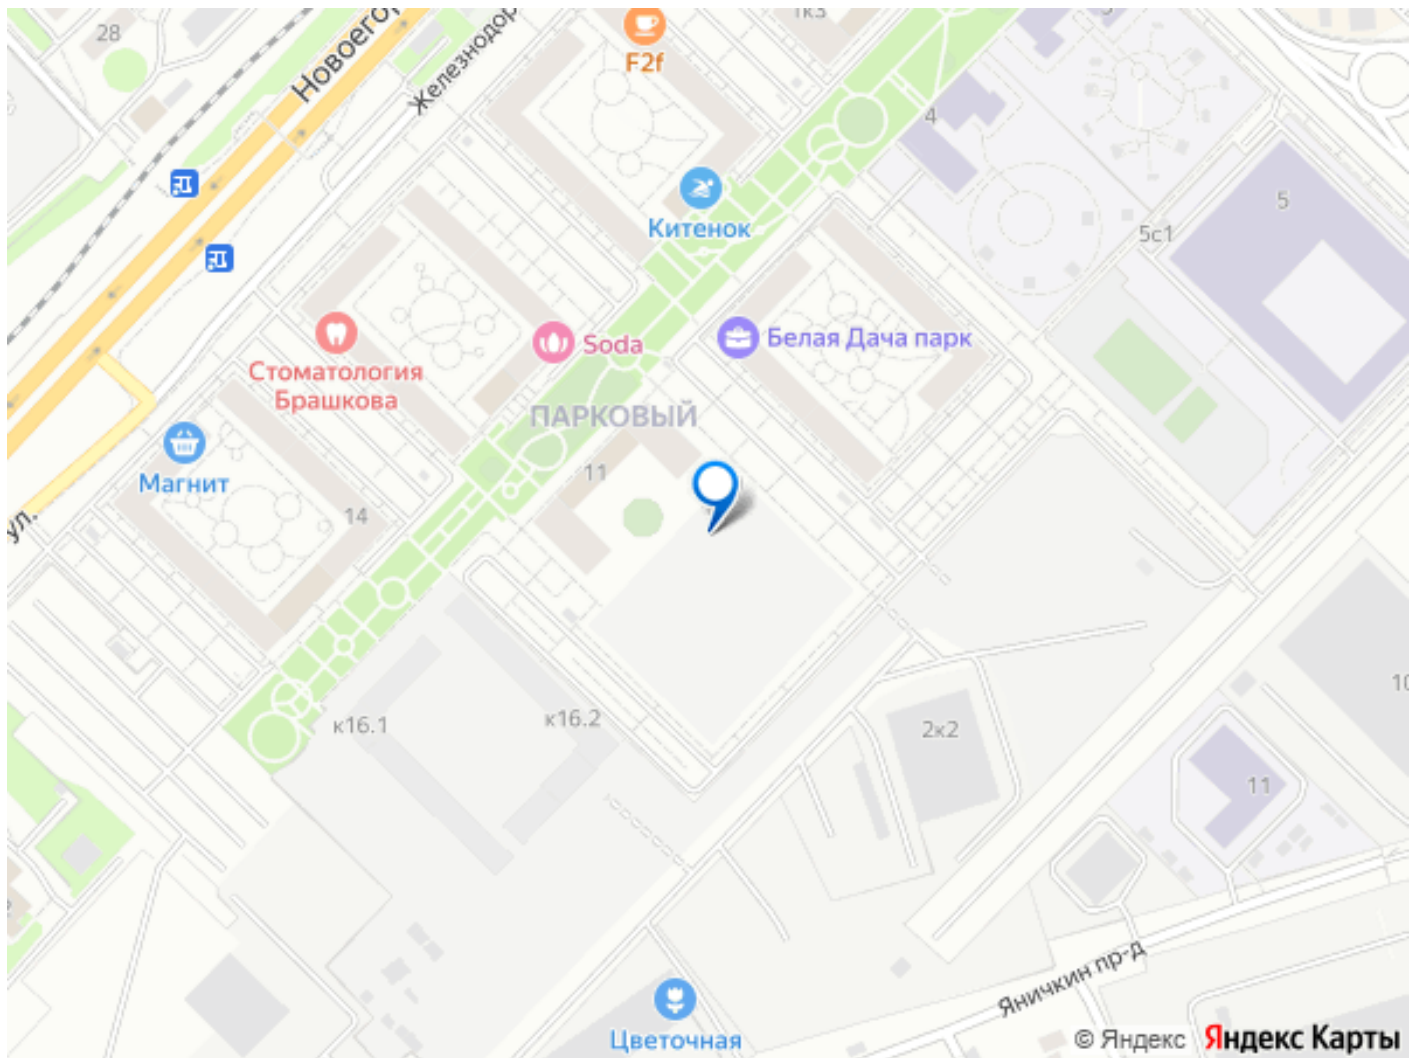 28
Новоегор
Железнодор
1к3
F2f
4
5
Китенок
5с1
Стоматология
Брашкова
Soda
Белая Дача парк
ПАРКОВЫЙ
Магнит
11
14
ул.
к16.1
к16.2
2к2
10
11
Яничкин пр-д
Цветочная
© Яндекс Яндекс Карты